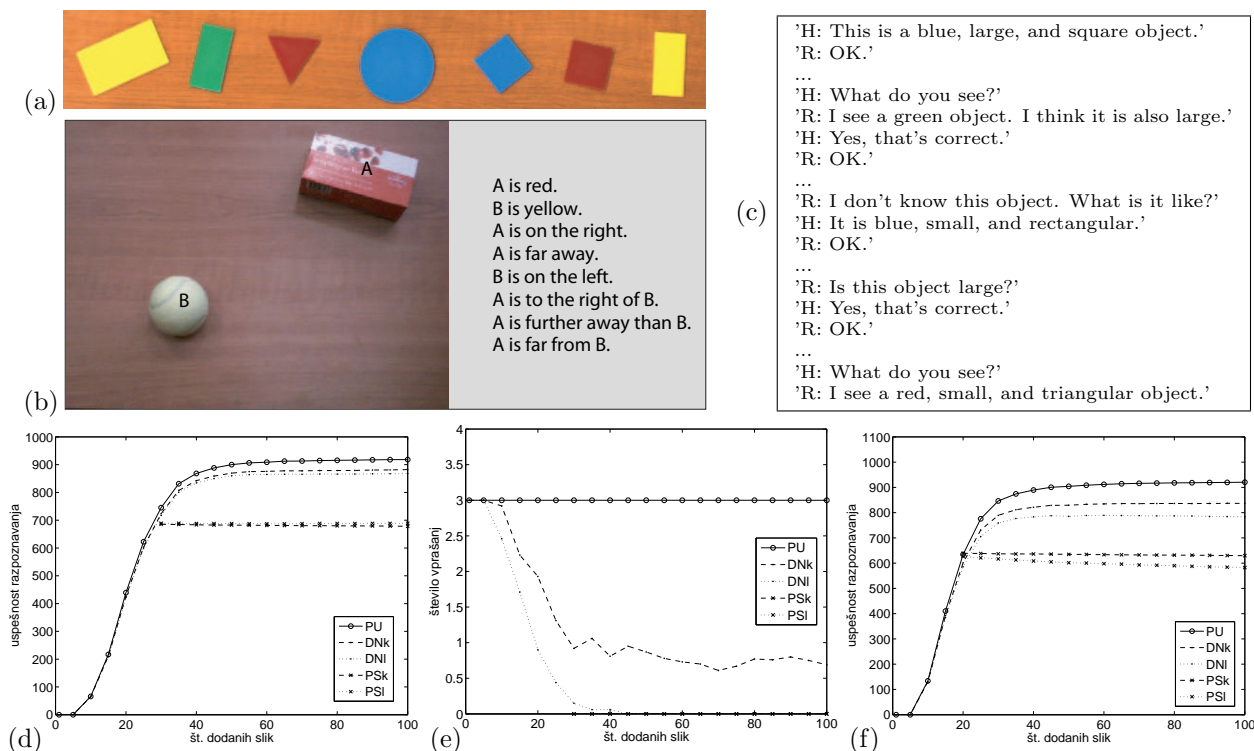 (a)
A
B
(b)
A is red.
B is yellow.
A is on the right.
A is far away.
B is on the left.
A is to the right of B.
A is further away than B.
A is far from B.
'H: This is a blue, large, and square object.'
'R: OK.'
...
'H: What do you see?'
'R: I see a green object. I think it is also large.'
'H: Yes, that's correct.'
'R: OK.'
...
'R: I don't know this object. What is it like?'
'H: It is blue, small, and rectangular.'
'R: OK.'
...
'R: Is this object large?'
'H: Yes, that's correct.'
'R: OK.'
...
'H: What do you see?'
'R: I see a red, small, and triangular object.'
(c)
1000
900
800
700
600
500
400
300
200
100
0
uspešnost razpoznavanja
0 20 40 60 80 100
št. dodanih slik
PU
DNk
DNl
PSk
PSl
(d)
4
3.5
3
2.5
2
1.5
1
0.5
0
število vprašanj
0 20 40 60 80 100
št. dodanih slik
PU
DNk
DNl
PSk
PSl
(e)
1100
1000
900
800
700
600
500
400
300
200
100
0
uspešnost razpoznavanja
0 20 40 60 80 100
št. dodanih slik
PU
DNk
DNl
PSk
PSl
(f)